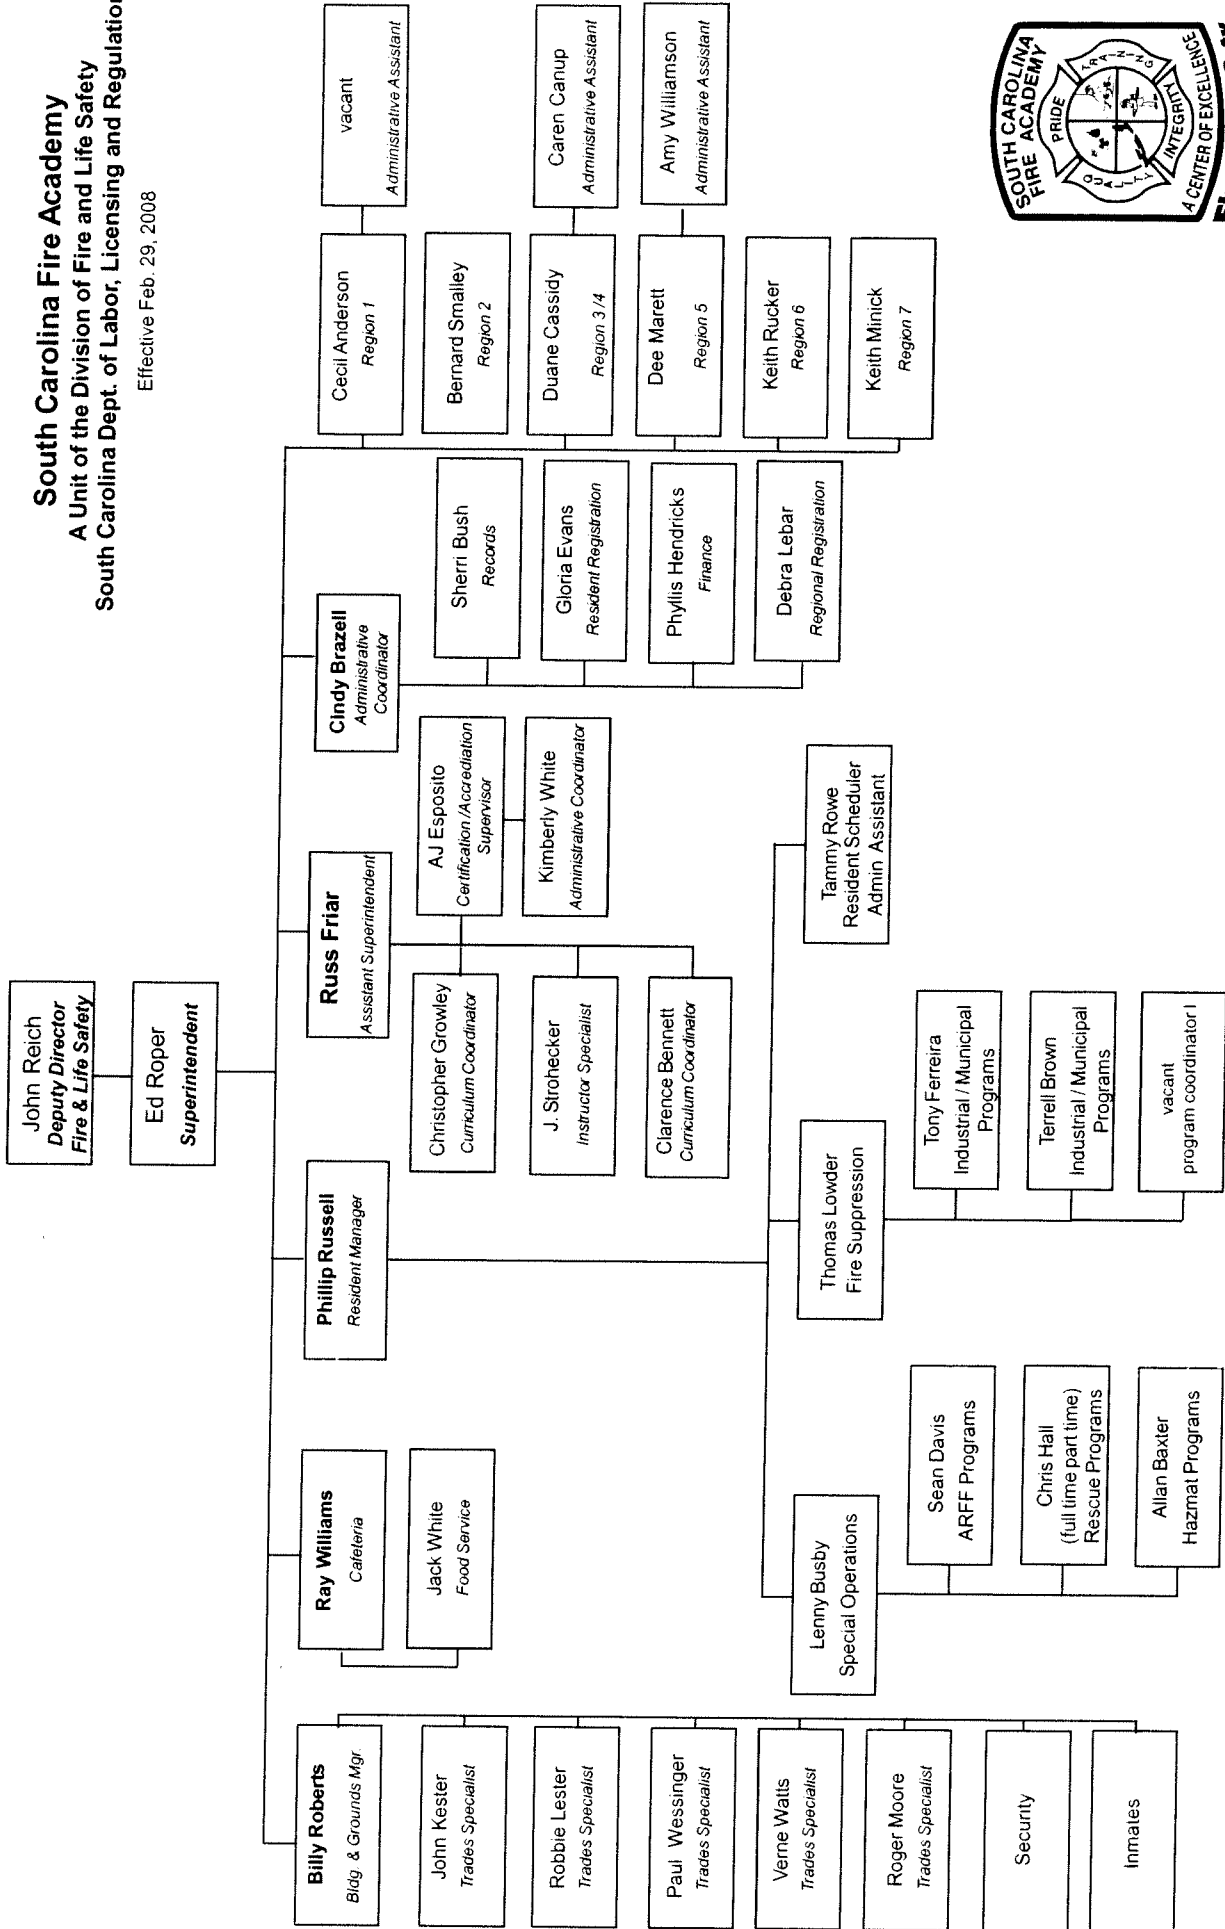 South Carolina Fire Academy
A Unit of the Division of Fire and Life Safety
South Carolina Dept. of Labor, Licensing and Regulation
Effective Feb. 29, 2008
John Reich
Deputy Director
Fire & Life Safety
Ed Roper
Superintendent
Billy Roberts
Bldg. & Grounds Mgr.
John Kester
Trades Specialist
Robbie Lester
Trades Specialist
Paul Wessinger
Trades Specialist
Verne Watts
Trades Specialist
Roger Moore
Trades Specialist
Security
Inmates
Ray Williams
Cafeteria
Jack White
Food Service
Phillip Russell
Resident Manager
Lenny Busby
Special Operations
Sean Davis
ARFF Programs
Chris Hall
(full time part time)
Rescue Programs
Allan Baxter
Hazmat Programs
Thomas Lowder
Fire Suppression
Tony Ferreira
Industrial / Municipal
Programs
Terrell Brown
Industrial / Municipal
Programs
vacant
program coordinator I
Tammy Rowe
Resident Scheduler
Admin Assistant
Russ Friar
Assistant Superintendent
Christopher Growley
Curriculum Coordinator
J. Strohecker
Instructor Specialist
Clarence Bennett
Curriculum Coordinator
AJ Esposito
Certification/Accrediation
Supervisor
Kimberly White
Administrative Coordinator
Cindy Brazell
Administrative
Coordinator
Sherri Bush
Records
Gloria Evans
Resident Registration
Phyllis Hendricks
Finance
Debra Lebar
Regional Registration
Cecil Anderson
Region 1
Bernard Smalley
Region 2
Duane Cassidy
Region 3/4
Dee Marett
Region 5
Keith Rucker
Region 6
Keith Minick
Region 7
vacant
Administrative Assistant
Caren Canup
Administrative Assistant
Amy Williamson
Administrative Assistant
SOUTH CAROLINA
FIRE ACADEMY
PRIDE
TRAINING
QUALITY
INTEGRITY
A CENTER OF EXCELLENCE